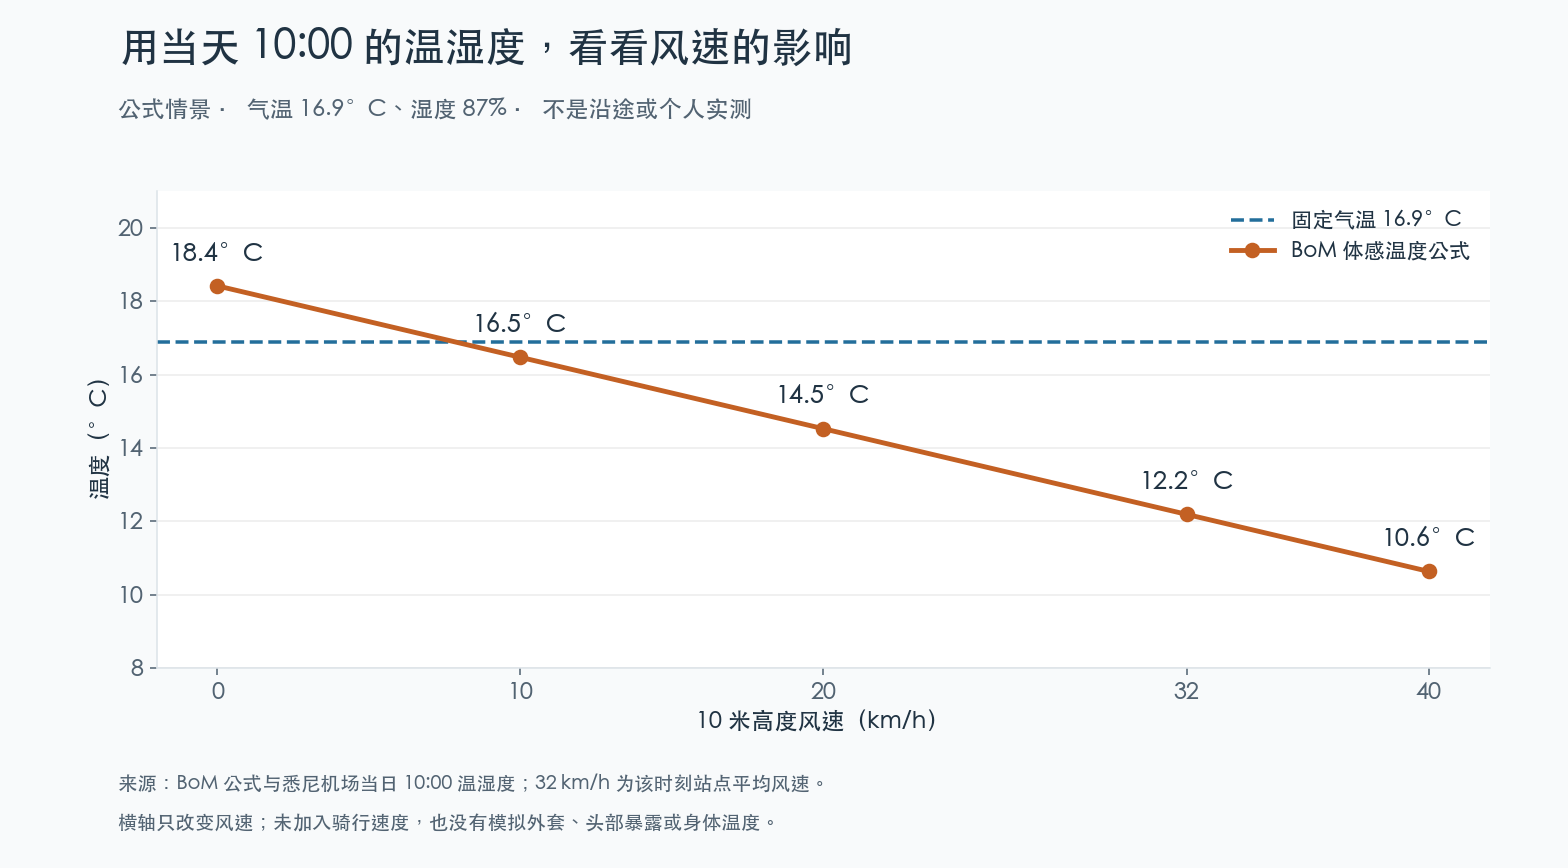 用当天 10:00 的温湿度，看看风速的影响
公式情景 · 气温 16.9°C、湿度 87% · 不是沿途或个人实测
固定气温 16.9°C
BoM 体感温度公式
18.4°C
16.5°C
14.5°C
12.2°C
10.6°C
20
18
16
14
12
10
8
温度（°C）
0
10
20
32
40
10 米高度风速（km/h）
来源：BoM 公式与悉尼机场当日 10:00 温湿度；32 km/h 为该时刻站点平均风速。
横轴只改变风速；未加入骑行速度，也没有模拟外套、头部暴露或身体温度。